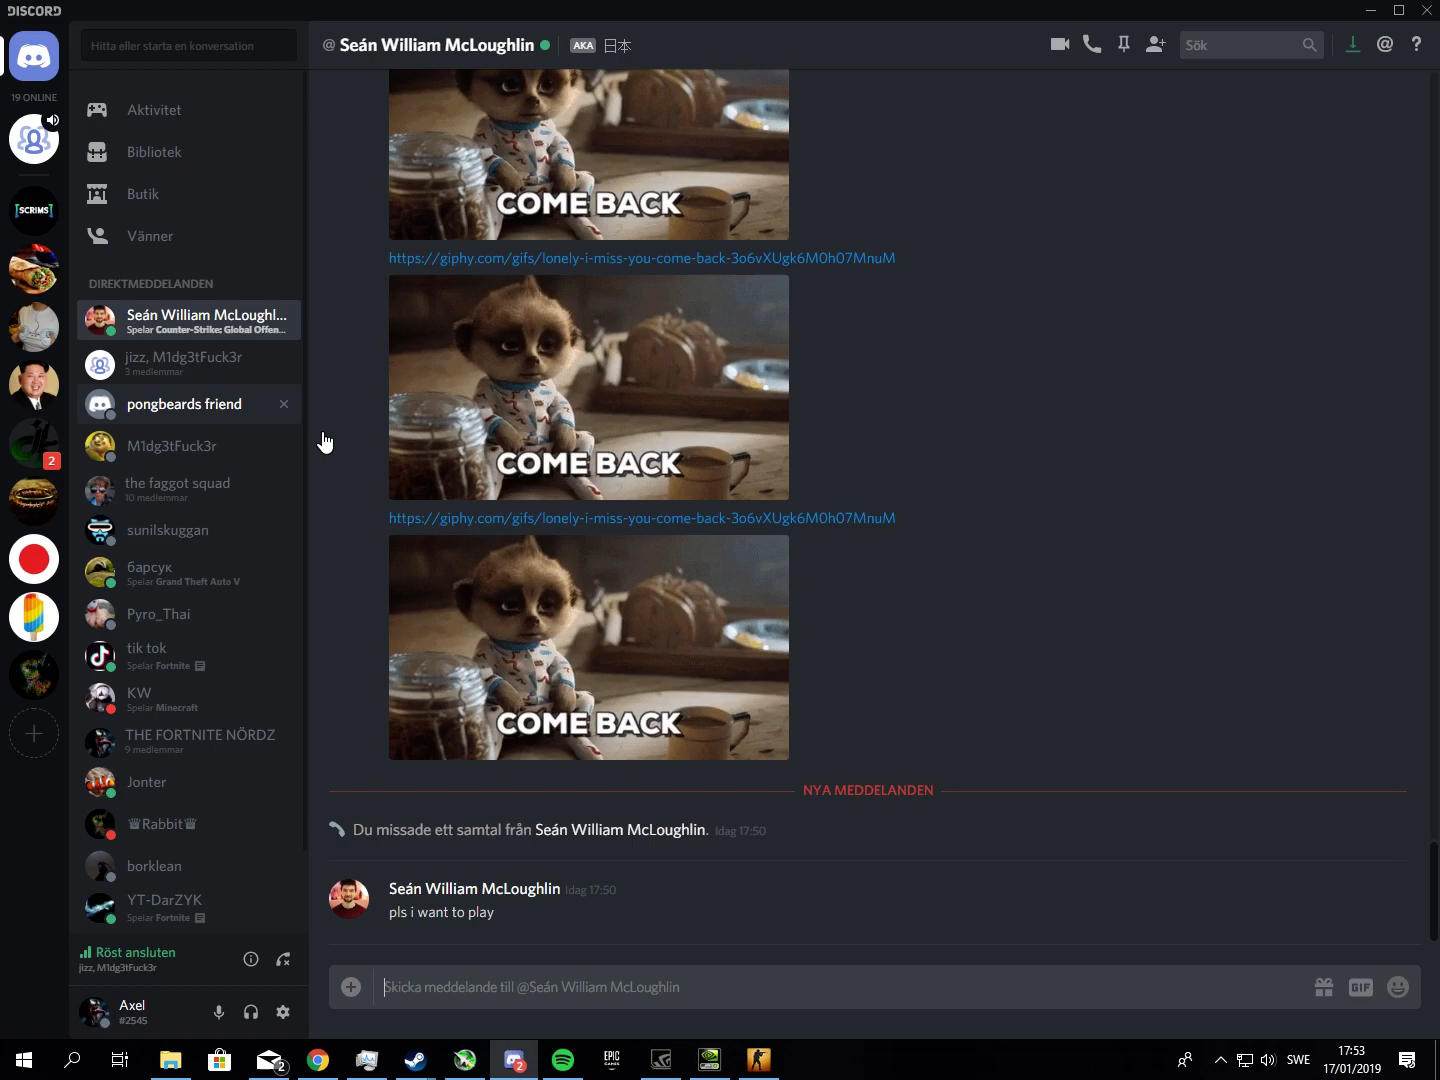 DISCORD
19 ONLINE
[SCRIMS]
2
Hitta eller starta en konversation
Aktivitet
Bibliotek
Butik
Vänner
DIREKTMEDDELANDEN
Seán William McLoughl...
Spelar Counter-Strike: Global Offen...
jizz, M1dg3tFuck3r
3 medlemmar
pongbeards friend
M1dg3tFuck3r
the faggot squad
10 medlemmar
sunilskuggan
барсук
Spelar Grand Theft Auto V
Pyro_Thai
tik tok
Spelar Fortnite
KW
Spelar Minecraft
THE FORTNITE NÖRDZ
9 medlemmar
Jonter
♕Rabbit♕
borklean
YT-DarZYK
Spelar Fortnite
Röst ansluten
jizz, M1dg3tFuck3r
Axel
#2545
@ Seán William McLoughlin AKA 日本
Sök
COME BACK
https://giphy.com/gifs/lonely-i-miss-you-come-back-3o6vXUgk6M0h07MnuM
COME BACK
https://giphy.com/gifs/lonely-i-miss-you-come-back-3o6vXUgk6M0h07MnuM
COME BACK
NYA MEDDELANDEN
Du missade ett samtal från Seán William McLoughlin. Idag 17:50
Seán William McLoughlin Idag 17:50
pls i want to play
Skicka meddelande till @Seán William McLoughlin
GIF
2
2
EPIC
GAMES
SWE
17:53
17/01/2019